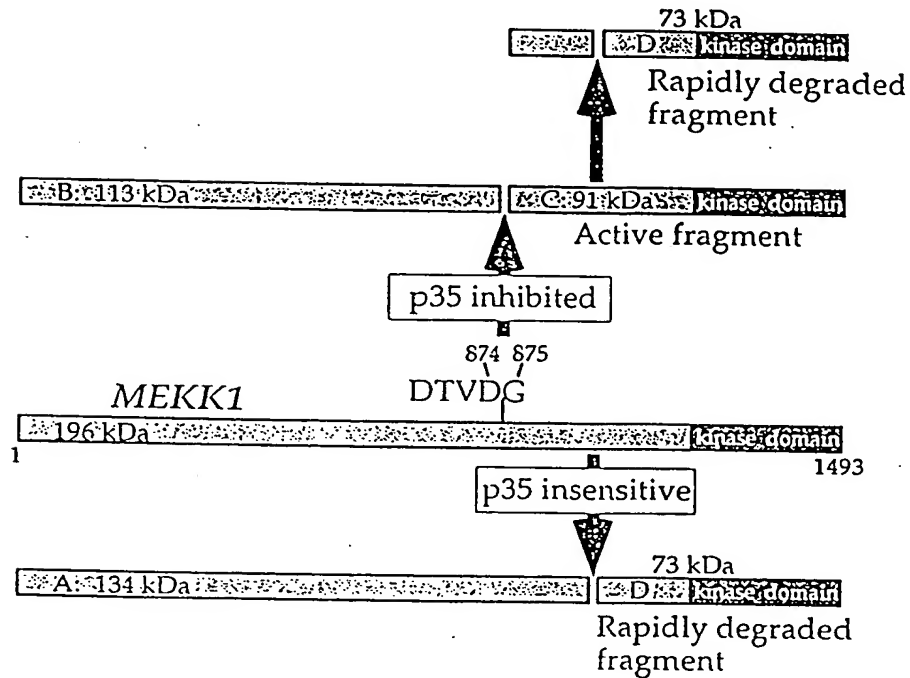 73 kDa
D kinase domain
Rapidly degraded
fragment
B: 113 kDa C: 91 kDa kinase domain
Active fragment
p35 inhibited
874 875
DTVDG
MEKK1
196 kDa kinase domain
1 1493
p35 insensitive
73 kDa
A: 134 kDa D kinase domain
Rapidly degraded
fragment